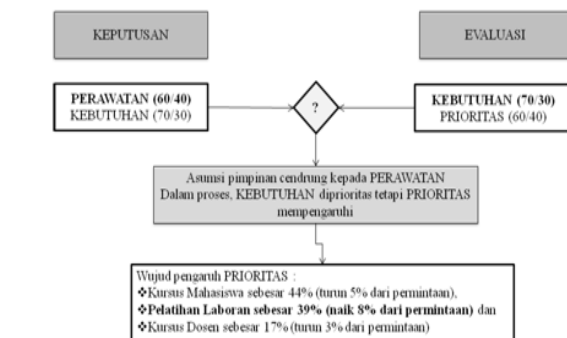 KEPUTUSAN
EVALUASI
PERAWATAN (60/40)
KEBUTUHAN (70/30)
?
KEBUTUHAN (70/30)
PRIORITAS (60/40)
Asumsi pimpinan cendrung kepada PERAWATAN
Dalam proses, KEBUTUHAN diprioritas tetapi PRIORITAS
mempengaruhi
Wujud pengaruh PRIORITAS :
❖Kursus Mahasiswa sebesar 44% (turun 5% dari permintaan),
❖Pelatihan Laboran sebesar 39% (naik 8% dari permintaan) dan
❖Kursus Dosen sebesar 17% (turun 3% dari permintaan)